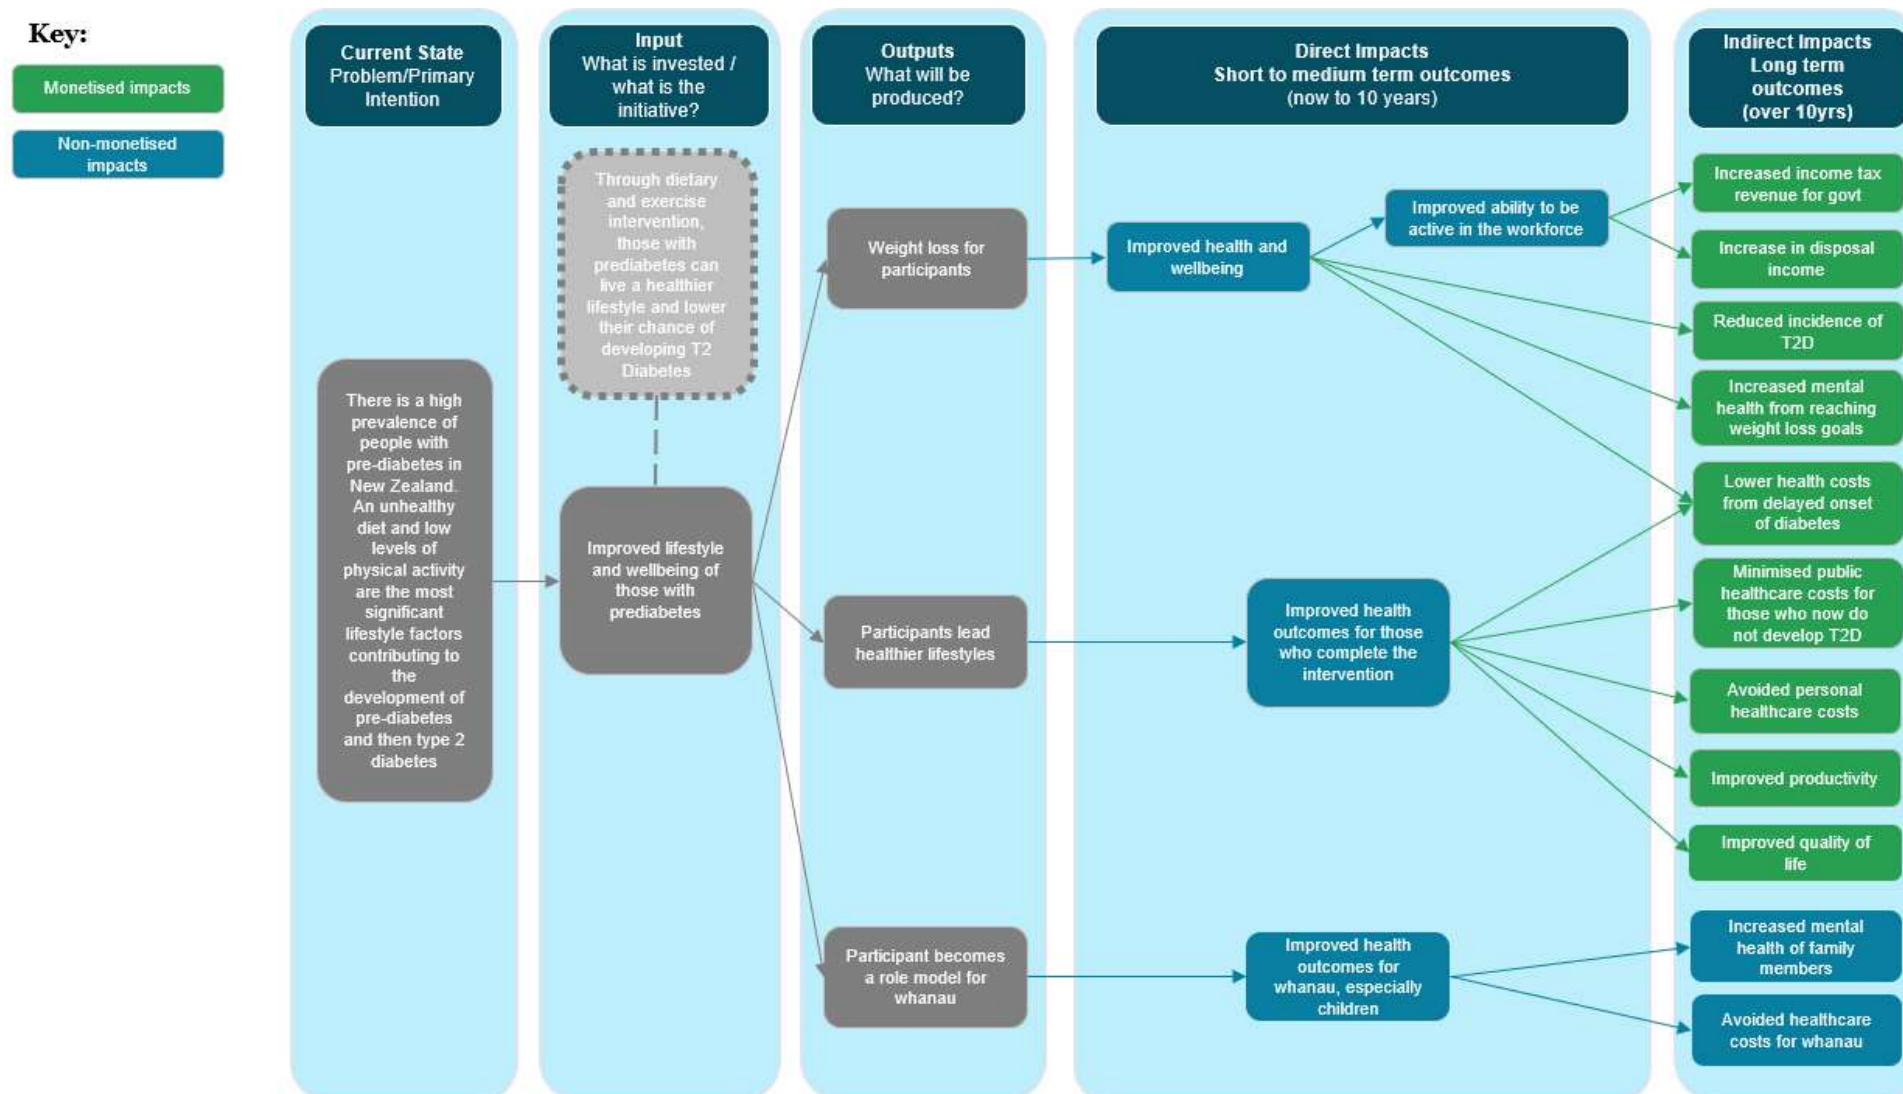 Key:
Monetised impacts
Non-monetised
impacts
Current State
Problem/Primary
Intention
There is a high
prevalence of
people with
pre-diabetes in
New Zealand.
An unhealthy
diet and low
levels of
physical activity
are the most
significant
lifestyle factors
contributing to
the
development of
pre-diabetes
and then type 2
diabetes
Input
What is invested /
what is the
initiative?
Through dietary
and exercise
intervention,
those with
prediabetes can
live a healthier
lifestyle and lower
their chance of
developing T2
Diabetes
Improved lifestyle
and wellbeing of
those with
prediabetes
Outputs
What will be
produced?
Weight loss for
participants
Participants lead
healthier lifestyles
Participant becomes
a role model for
whanau
Direct Impacts
Short to medium term outcomes
(now to 10 years)
Improved health and
wellbeing
Improved ability to be
active in the workforce
Improved health
outcomes for those
who complete the
intervention
Improved health
outcomes for
whanau, especially
children
Indirect Impacts
Long term
outcomes
(over 10yrs)
Increased income tax
revenue for govt
Increase in disposal
income
Reduced incidence of
T2D
Increased mental
health from reaching
weight loss goals
Lower health costs
from delayed onset
of diabetes
Minimised public
healthcare costs for
those who now do
not develop T2D
Avoided personal
healthcare costs
Improved productivity
Improved quality of
life
Increased mental
health of family
members
Avoided healthcare
costs for whanau